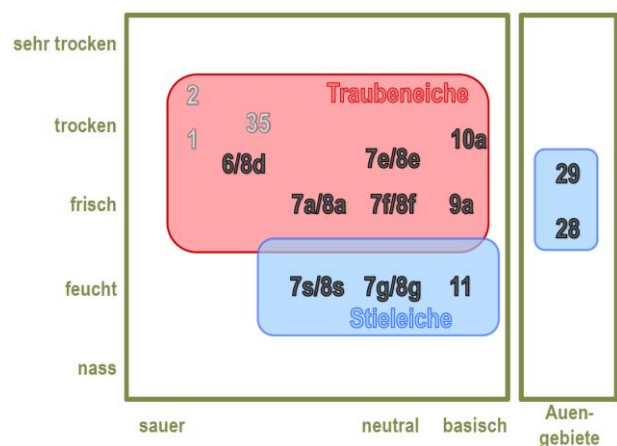 sehr trocken
2
Traubeneiche
trocken
35
1
10a
6/8d
7e/8e
29
frisch
7a/8a
7f/8f
9a
28
feucht
7s/8s
7g/8g
11
Stieleiche
nass
sauer
neutral
basisch
Auen-
gebiete